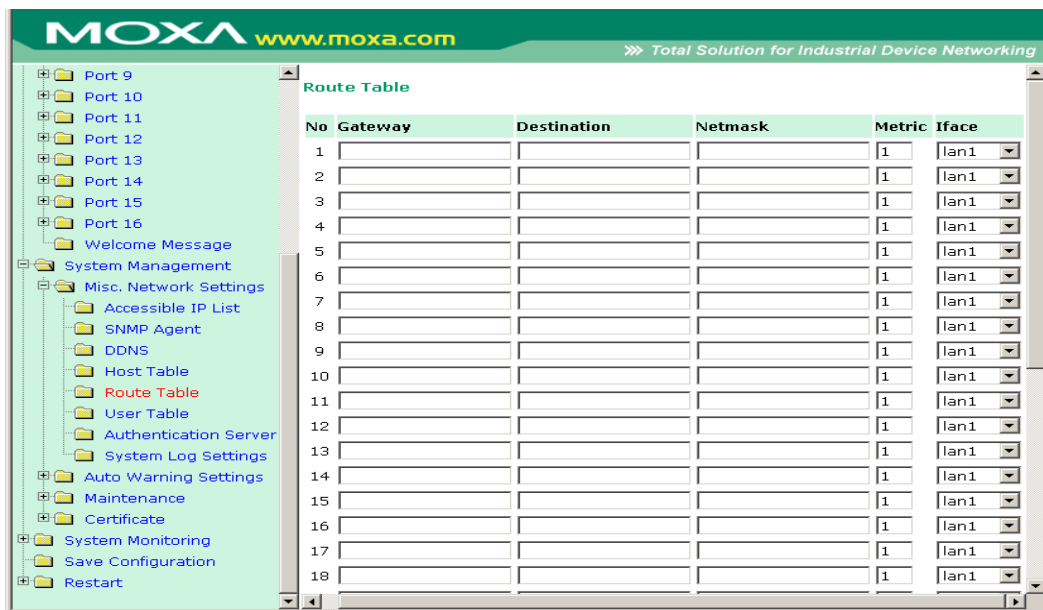 MOXA www.moxa.com
Total Solution for Industrial Device Networking
Port 9
Port 10
Port 11
Port 12
Port 13
Port 14
Port 15
Port 16
Welcome Message
System Management
Misc. Network Settings
Accessible IP List
SNMP Agent
DDNS
Host Table
Route Table
User Table
Authentication Server
System Log Settings
Auto Warning Settings
Maintenance
Certificate
System Monitoring
Save Configuration
Restart
Route Table
No Gateway Destination Netmask Metric Iface
1 1 lan1
2 1 lan1
3 1 lan1
4 1 lan1
5 1 lan1
6 1 lan1
7 1 lan1
8 1 lan1
9 1 lan1
10 1 lan1
11 1 lan1
12 1 lan1
13 1 lan1
14 1 lan1
15 1 lan1
16 1 lan1
17 1 lan1
18 1 lan1